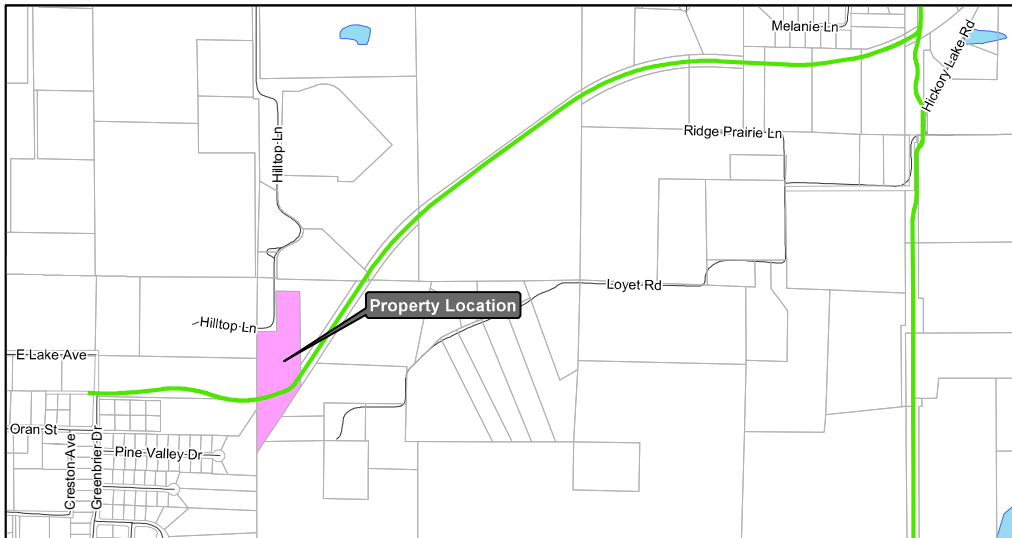 Melanie Ln
Hickory Lake Rd
Ridge Prairie Ln
Hilltop Ln
Loyet Rd
Property Location
Hilltop Ln
E Lake Ave
Oran St
Creston Ave
Greenbrier Dr
Pine Valley Dr